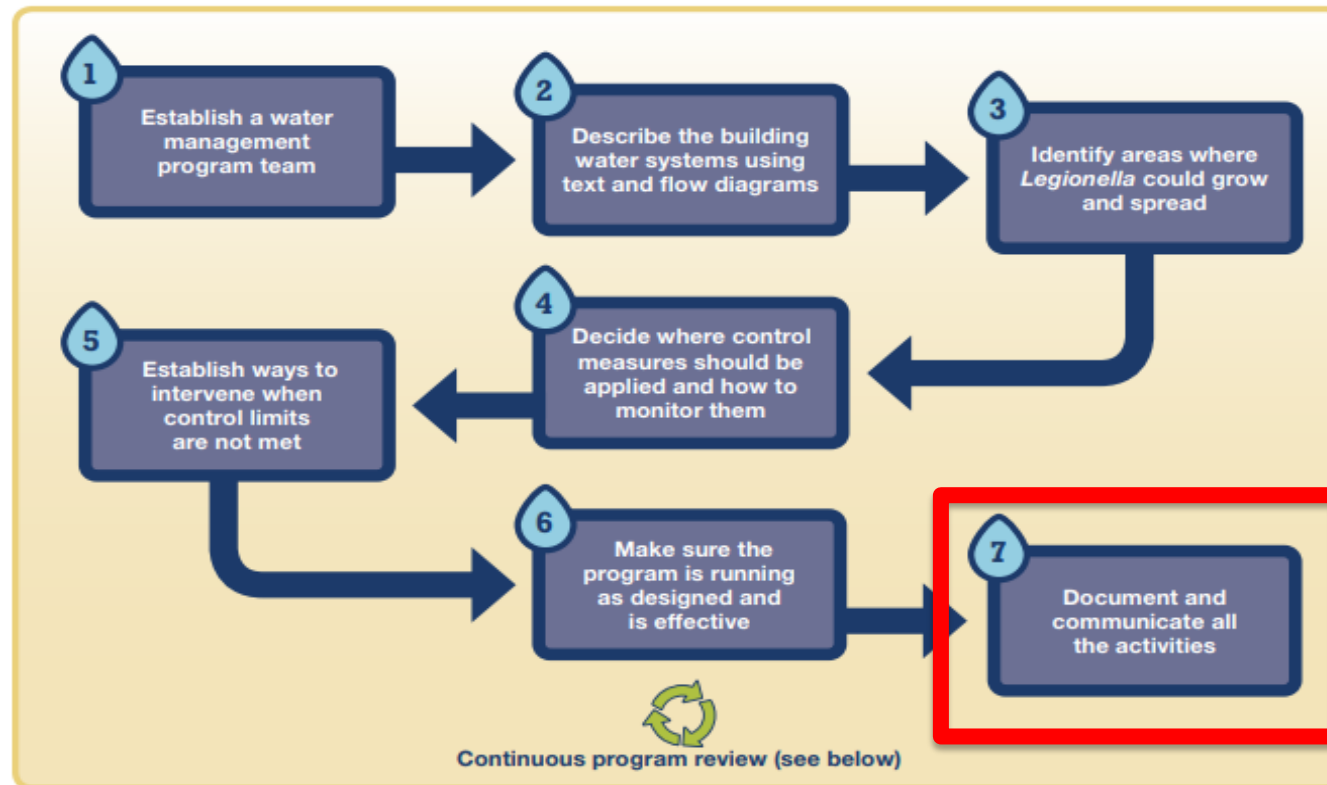 1
Establish a water
management
program team
2
Describe the building
water systems using
text and flow diagrams
3
Identify areas where
Legionella could grow
and spread
4
Decide where control
measures should be
applied and how to
monitor them
5
Establish ways to
intervene when
control limits
are not met
6
Make sure the
program is running
as designed and
is effective
7
Document and
communicate all
the activities
Continuous program review (see below)